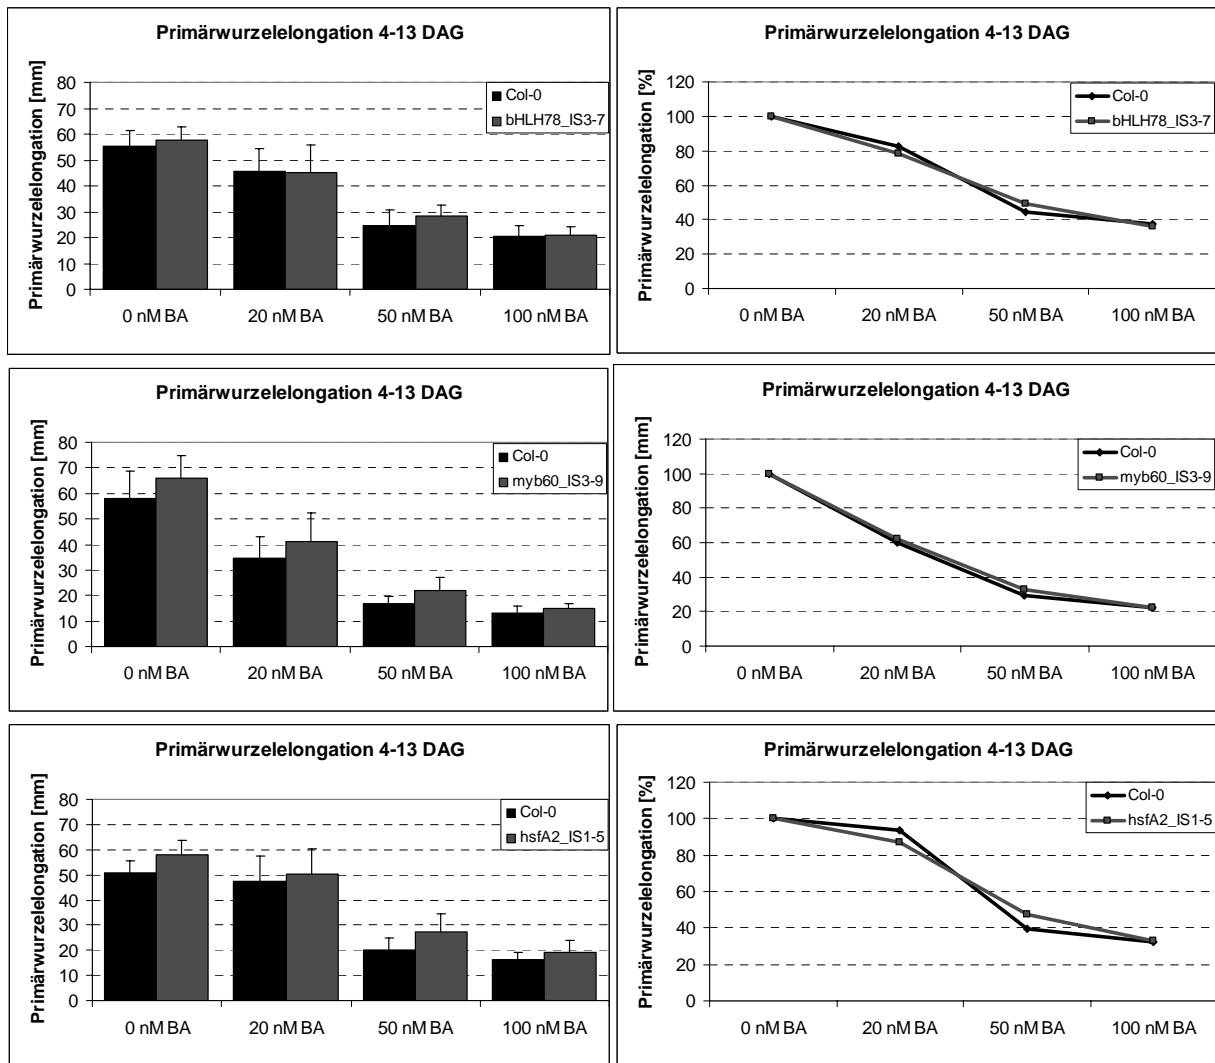 Primärwurzelelongation 4-13 DAG
Primärwurzelelongation [mm]
80
70
60
50
40
30
20
10
0
Col-0
bHLH78_IS3-7
0 nM BA
20 nM BA
50 nM BA
100 nM BA
Primärwurzelelongation 4-13 DAG
Primärwurzelelongation [%]
120
100
80
60
40
20
0
Col-0
bHLH78_IS3-7
0 nM BA
20 nM BA
50 nM BA
100 nM BA
Primärwurzelelongation 4-13 DAG
Primärwurzelelongation [mm]
80
70
60
50
40
30
20
10
0
Col-0
myb60_IS3-9
0 nM BA
20 nM BA
50 nM BA
100 nM BA
Primärwurzelelongation 4-13 DAG
Primärwurzelelongation [mm]
120
100
80
60
40
20
0
Col-0
myb60_IS3-9
0 nM BA
20 nM BA
50 nM BA
100 nM BA
Primärwurzelelongation 4-13 DAG
Primärwurzelelongation [mm]
80
70
60
50
40
30
20
10
0
Col-0
hsfA2_IS1-5
0 nM BA
20 nM BA
50 nM BA
100 nM BA
Primärwurzelelongation 4-13 DAG
Primärwurzelelongation [%]
120
100
80
60
40
20
0
Col-0
hsfA2_IS1-5
0 nM BA
20 nM BA
50 nM BA
100 nM BA